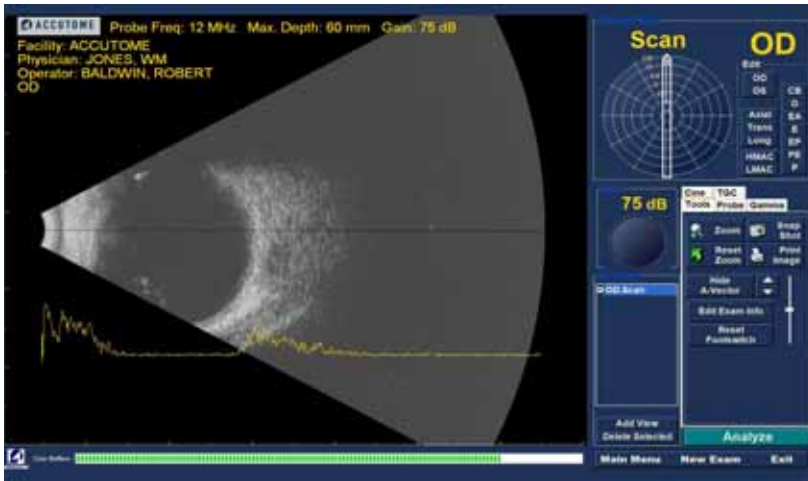 ACCUTOME Probe Freq: 12 MHz Max. Depth: 60 mm Gain: 75 dB
Facility: ACCUTOME
Physician: JONES, WM
Operator: BALDWIN, ROBERT
OD
Scan
OD
Edit
OD
OS
Axial
Trans
Long
HMAC
LMAC
CB
O
EA
E
EP
PE
P
75 dB
Cine TGC
Tools Probe Gamma
Zoom
Snap Shot
Reset Zoom
Print Image
Hide
A-Vector
Edit Exam Info
Reset
OD Scan
Add View
Delete Selected
Analyze
Main Menu New Exam Exit